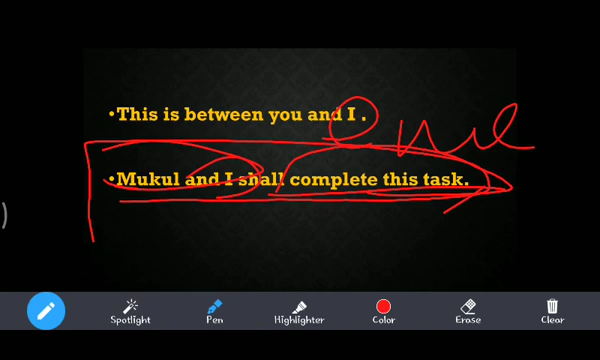 •This is between you and I .
me
•Mukul and I shall complete this task.
Spotlight Pen Highlighter Color Erase Clear